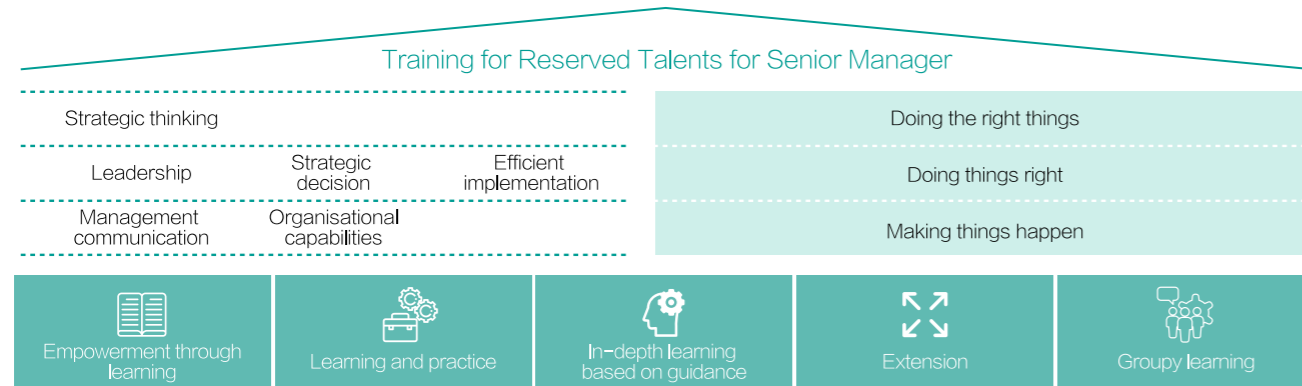 Training for Reserved Talents for Senior Manager
Strategic thinking
Doing the right things
Leadership
Strategic
decision
Efficient
implementation
Doing things right
Management
communication
Organisational
capabilities
Making things happen
Empowerment through
learning
Learning and practice
In-depth learning
based on guidance
Extension
Groupy learning